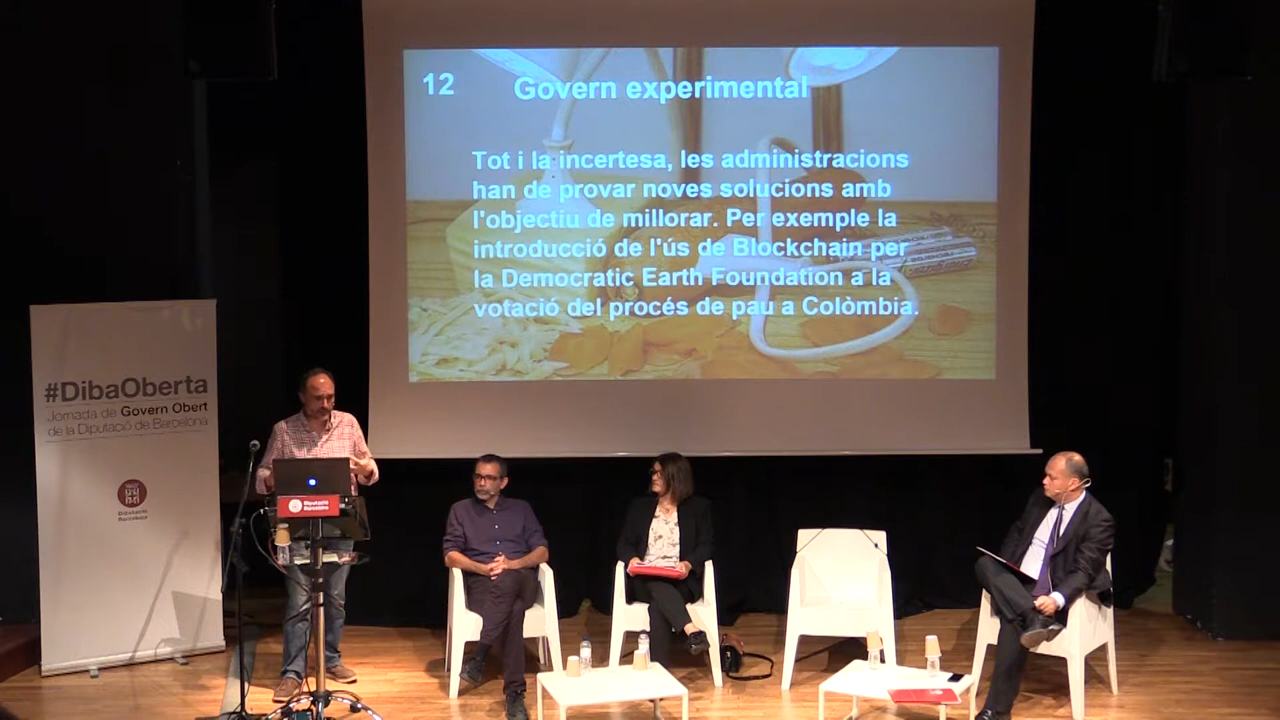 12
Govern experimental
Tot i la incertesa, les administracions
han de provar noves solucions amb
l'objectiu de millorar. Per exemple la
introducció de l'ús de Blockchain per
la Democratic Earth Foundation a la
votació del procés de pau a Colòmbia.
#DibaOberta
Jornada de Govern Obert
de la Diputació de Barcelona
Diputació
Barcelona
Diputació
Barcelona